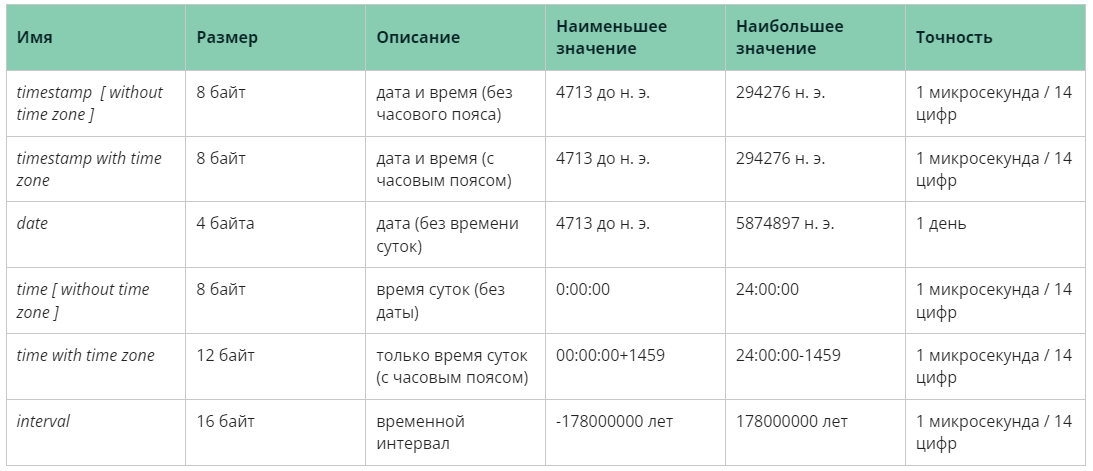 Имя
Размер
Описание
Наименьшее
значение
Наибольшее
значение
Точность
timestamp [ without
time zone ]
8 байт
дата и время (без
часового пояса)
4713 до н. э.
294276 н. э.
1 микросекунда / 14
цифр
timestamp with time
zone
8 байт
дата и время (с
часовым поясом)
4713 до н. э.
294276 н. э.
1 микросекунда / 14
цифр
date
4 байта
дата (без времени
суток)
4713 до н. э.
5874897 н. э.
1 день
time [ without time
zone ]
8 байт
время суток (без
даты)
0:00:00
24:00:00
1 микросекунда / 14
цифр
time with time zone
12 байт
только время суток
(с часовым поясом)
00:00:00+1459
24:00:00-1459
1 микросекунда / 14
цифр
interval
16 байт
временной
интервал
-178000000 лет
178000000 лет
1 микросекунда / 14
цифр